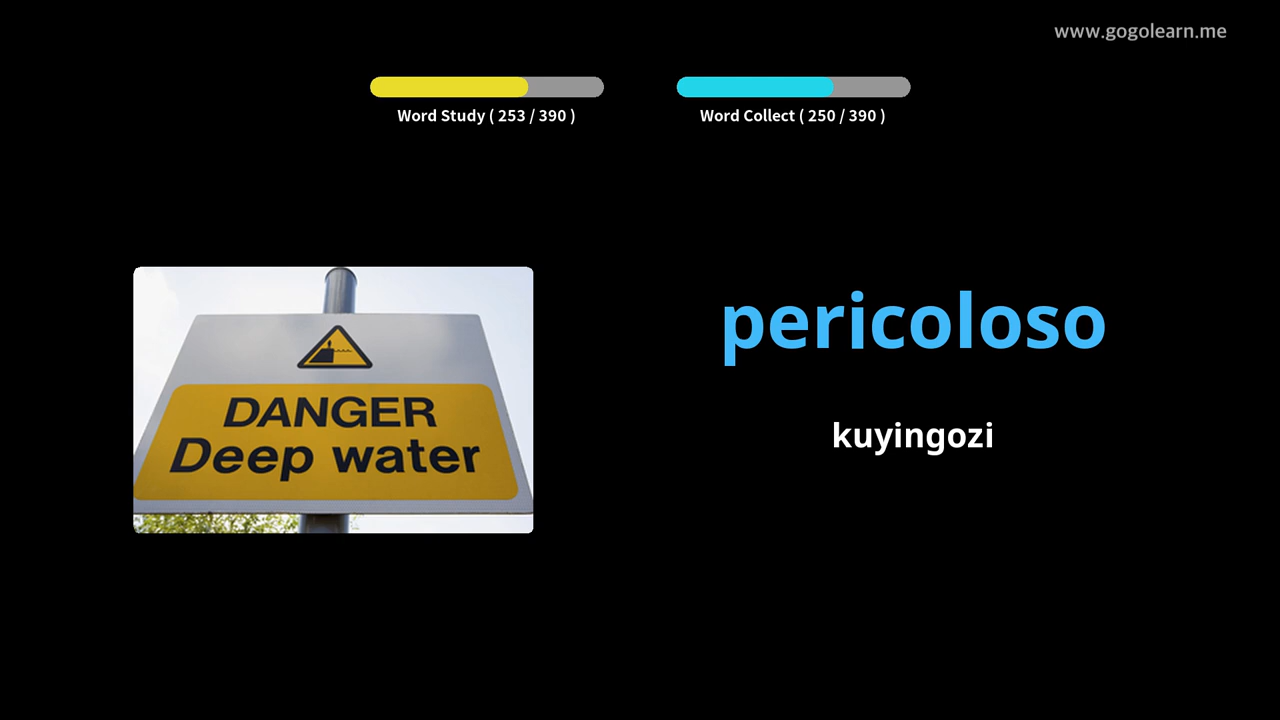 www.gogolearn.me
Word Study ( 253 / 390 )
Word Collect ( 250 / 390 )
DANGER
Deep water
pericoloso
kuyingozi